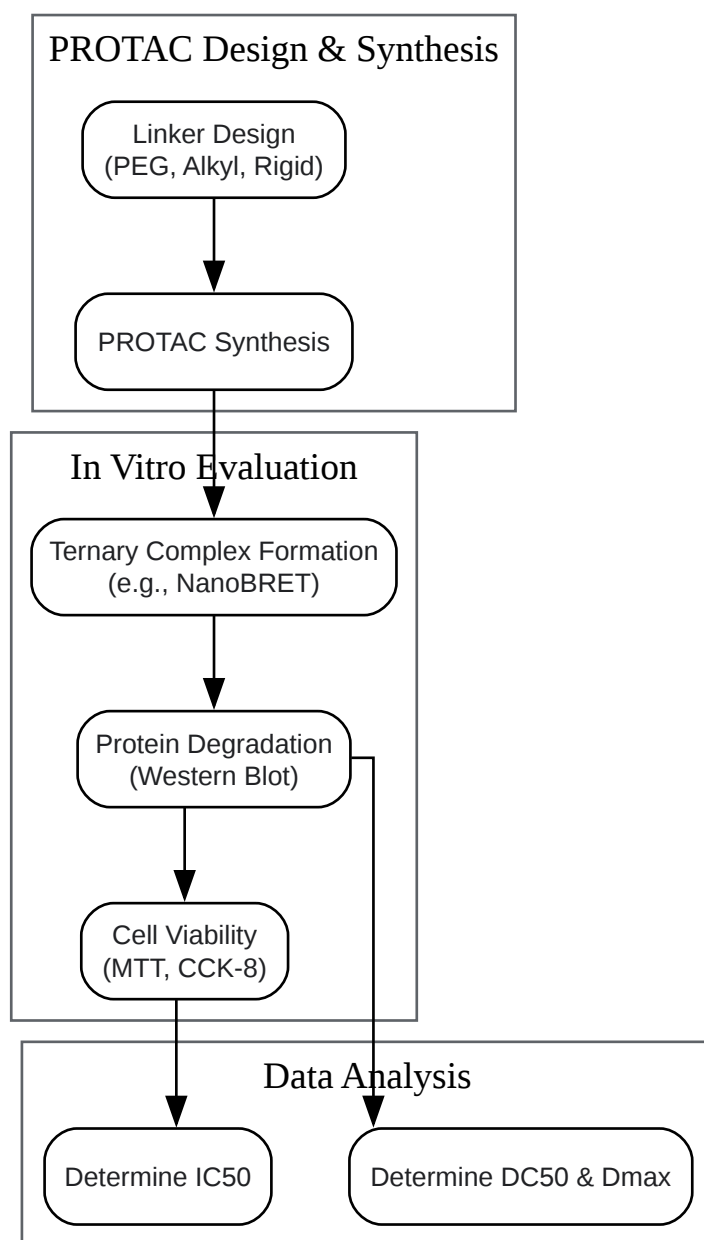 PROTAC Design & Synthesis
Linker Design
(PEG, Alkyl, Rigid)
PROTAC Synthesis
In Vitro Evaluation
Ternary Complex Formation
(e.g., NanoBRET)
Protein Degradation
(Western Blot)
Cell Viability
(MTT, CCK-8)
Data Analysis
Determine IC50
Determine DC50 & Dmax